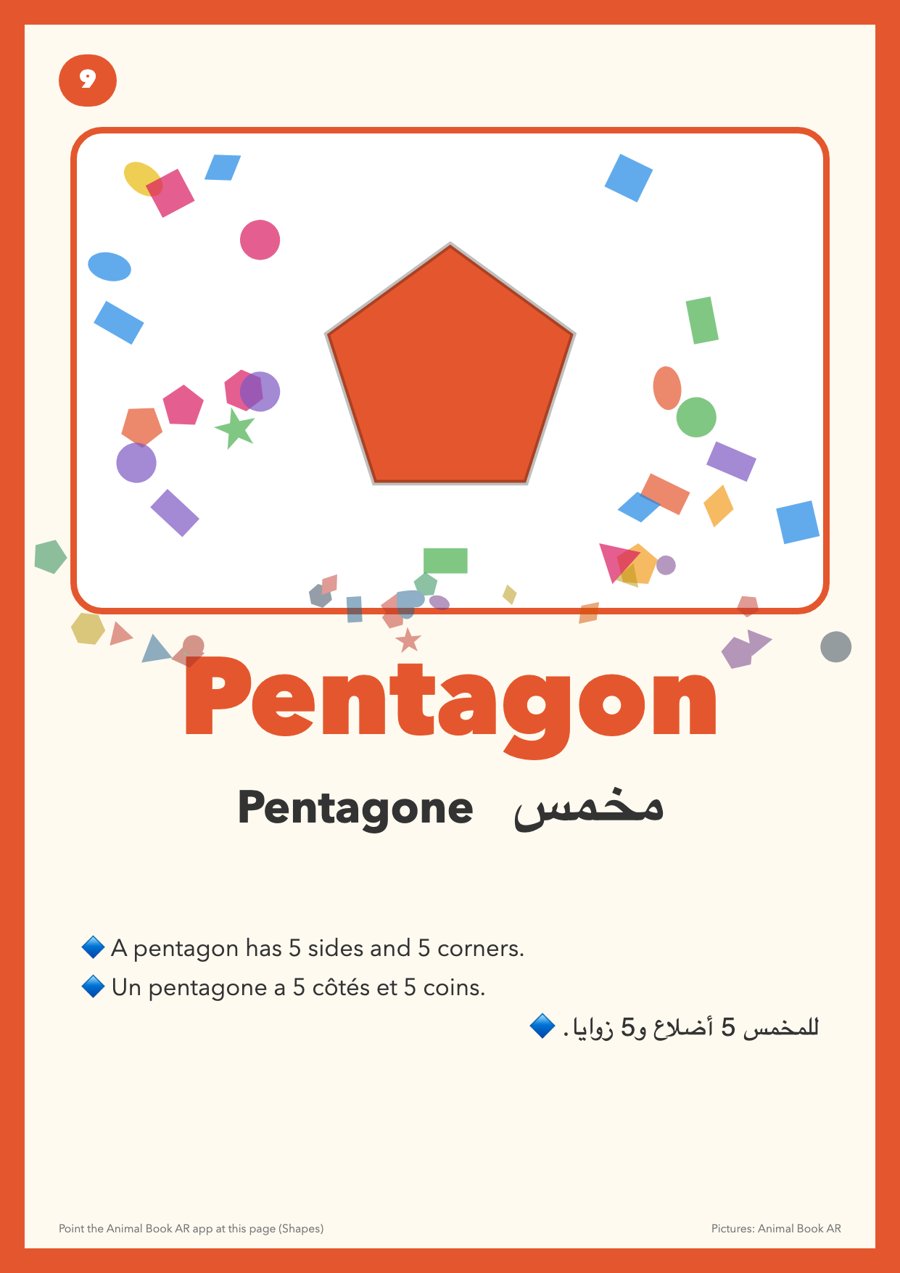 9
Pentagon
Pentagone مخمس
🔷 A pentagon has 5 sides and 5 corners.
🔷 Un pentagone a 5 côtés et 5 coins.
للمخمس 5 أضلاع و5 زوايا. 🔷
Point the Animal Book AR app at this page (Shapes)
Pictures: Animal Book AR